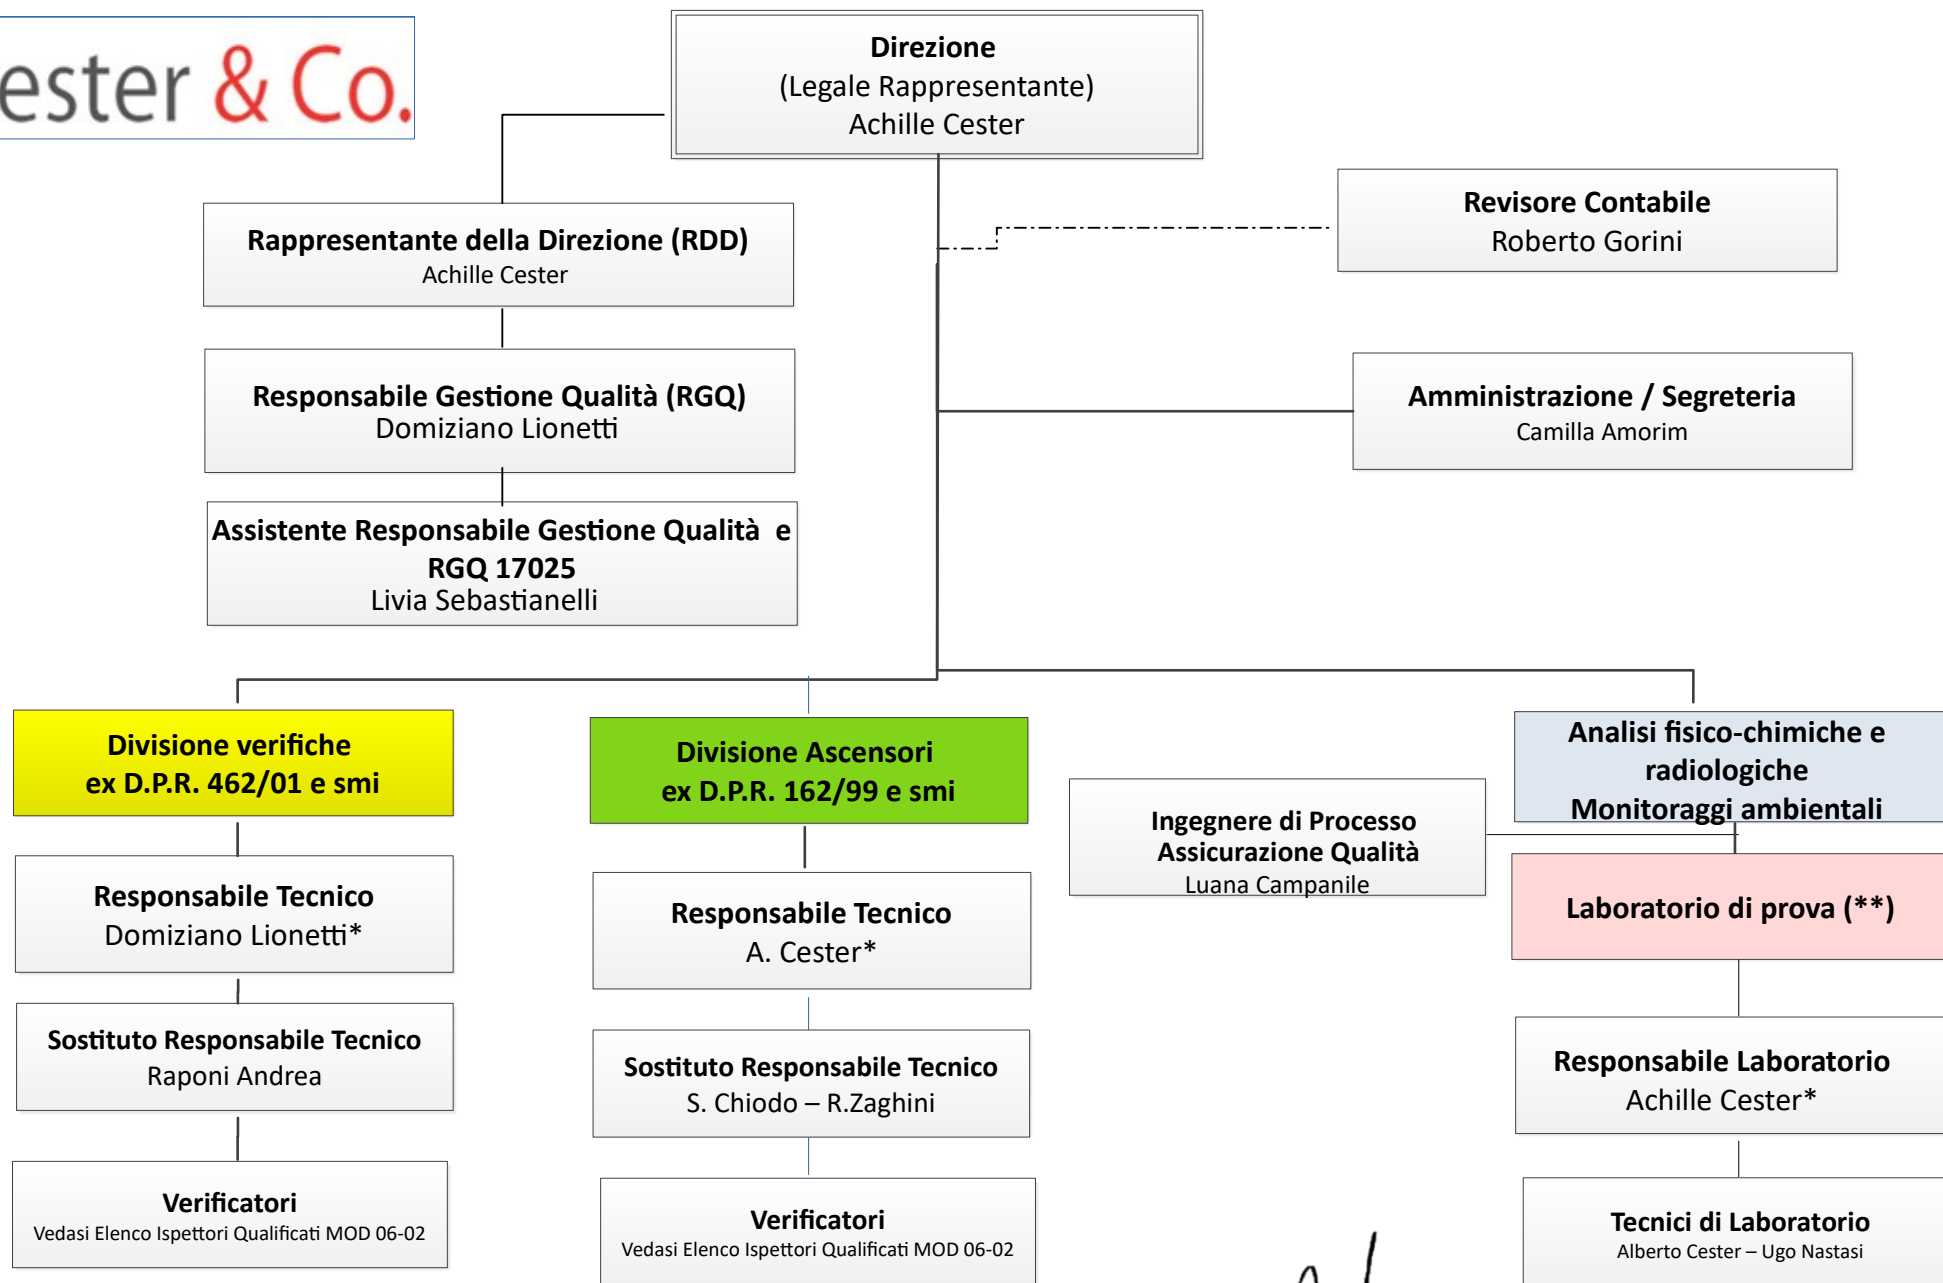 ester & Co.
Direzione
(Legale Rappresentante)
Achille Cester
Revisore Contabile
Roberto Gorini
Rappresentante della Direzione (RDD)
Achille Cester
Responsabile Gestione Qualità (RGQ)
Domiziano Lionetti
Amministrazione / Segreteria
Camilla Amorim
Assistente Responsabile Gestione Qualità e
RGQ 17025
Livia Sebastianelli
Divisione verifiche
ex D.P.R. 462/01 e smi
Responsabile Tecnico
Domiziano Lionetti*
Sostituto Responsabile Tecnico
Raponi Andrea
Verificatori
Vedasi Elenco Ispettori Qualificati MOD 06-02
Divisione Ascensori
ex D.P.R. 162/99 e smi
Responsabile Tecnico
A. Cester*
Sostituto Responsabile Tecnico
S. Chiodo – R.Zaghini
Verificatori
Vedasi Elenco Ispettori Qualificati MOD 06-02
Analisi fisico-chimiche e
radiologiche
Monitoraggi ambientali
Ingegnere di Processo
Assicurazione Qualità
Luana Campanile
Laboratorio di prova (**)
Responsabile Laboratorio
Achille Cester*
Tecnici di Laboratorio
Alberto Cester – Ugo Nastasi